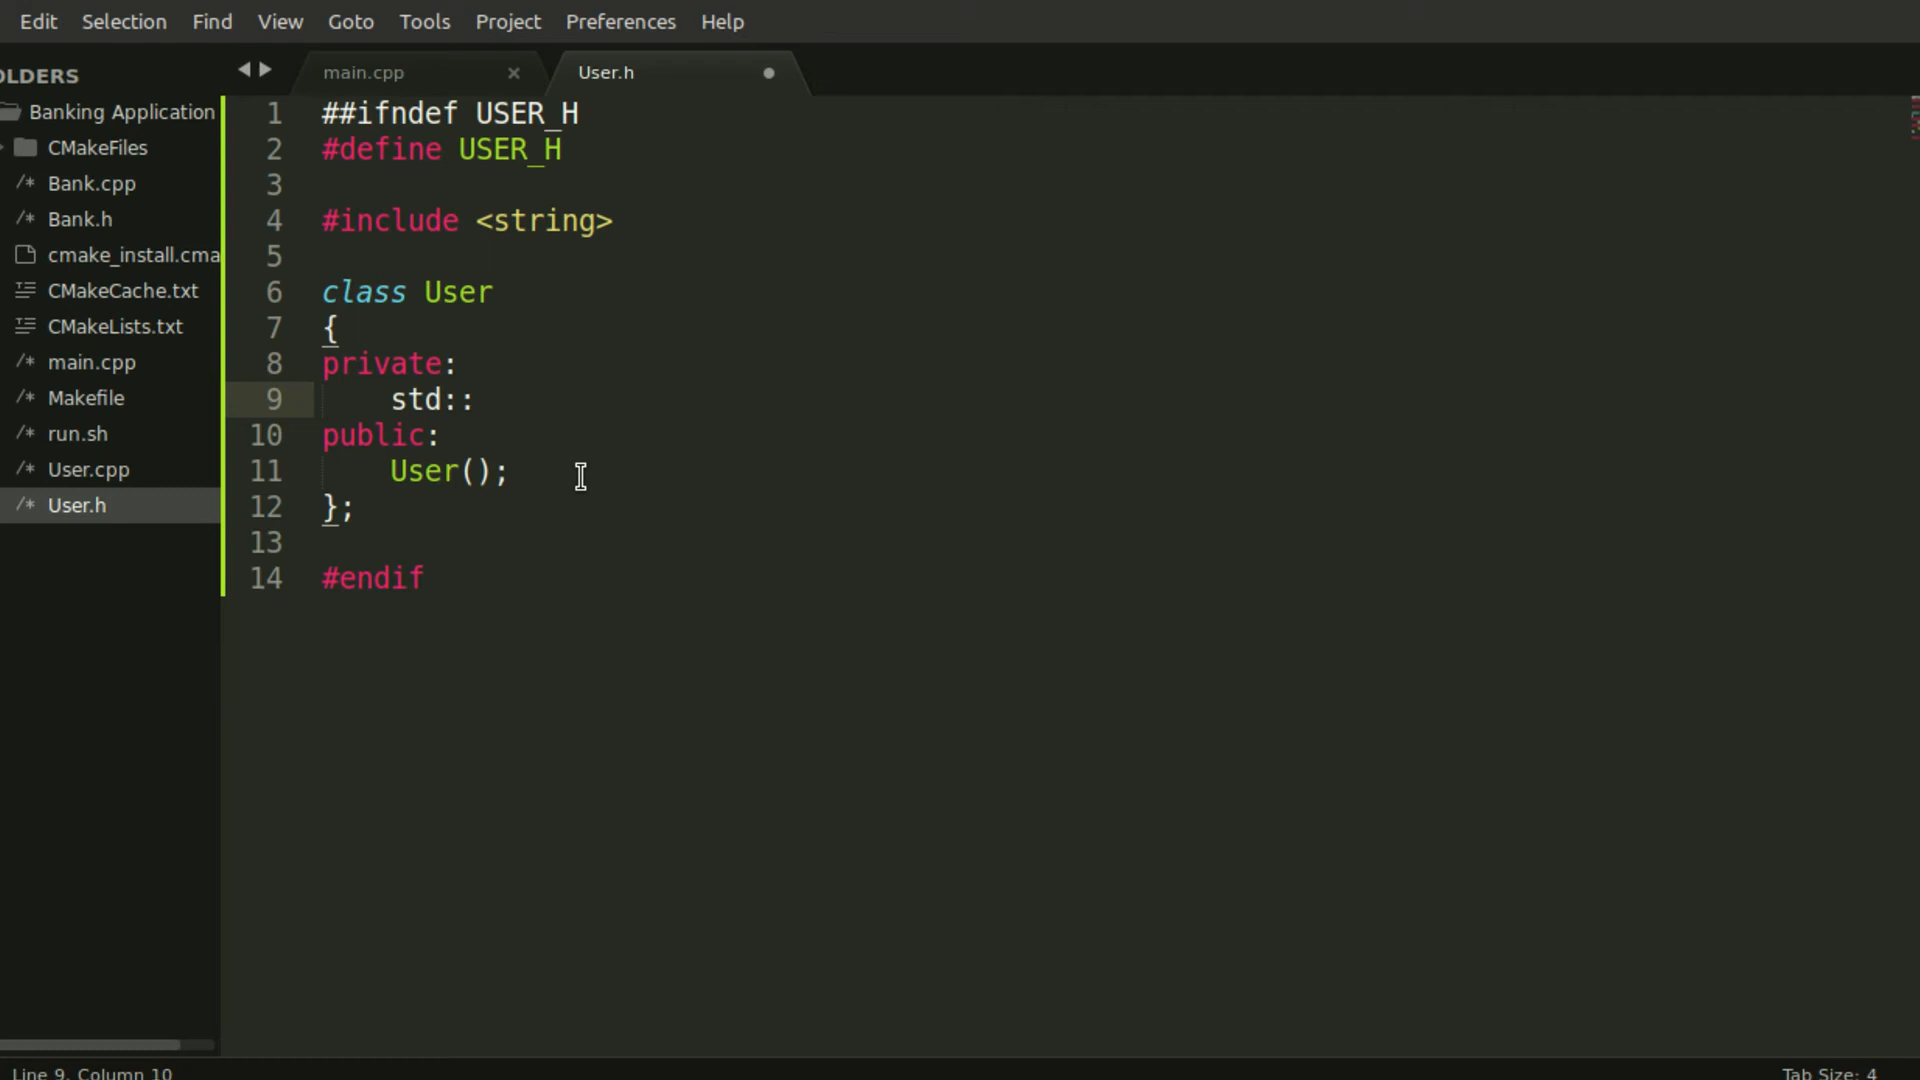 Edit Selection Find View Goto Tools Project Preferences Help
OLDERS
Banking Application
CMakeFiles
/* Bank.cpp
/* Bank.h
cmake_install.cma
CMakeCache.txt
CMakeLists.txt
/* main.cpp
/* Makefile
/* run.sh
/* User.cpp
/* User.h
main.cpp × User.h
1 ##ifndef USER_H
2 #define USER_H
3
4 #include <string>
5
6 class User
7 {
8 private:
9     std::
10 public:
11     User();
12 };
13
14 #endif
Line 9, Column 10 Tab Size: 4